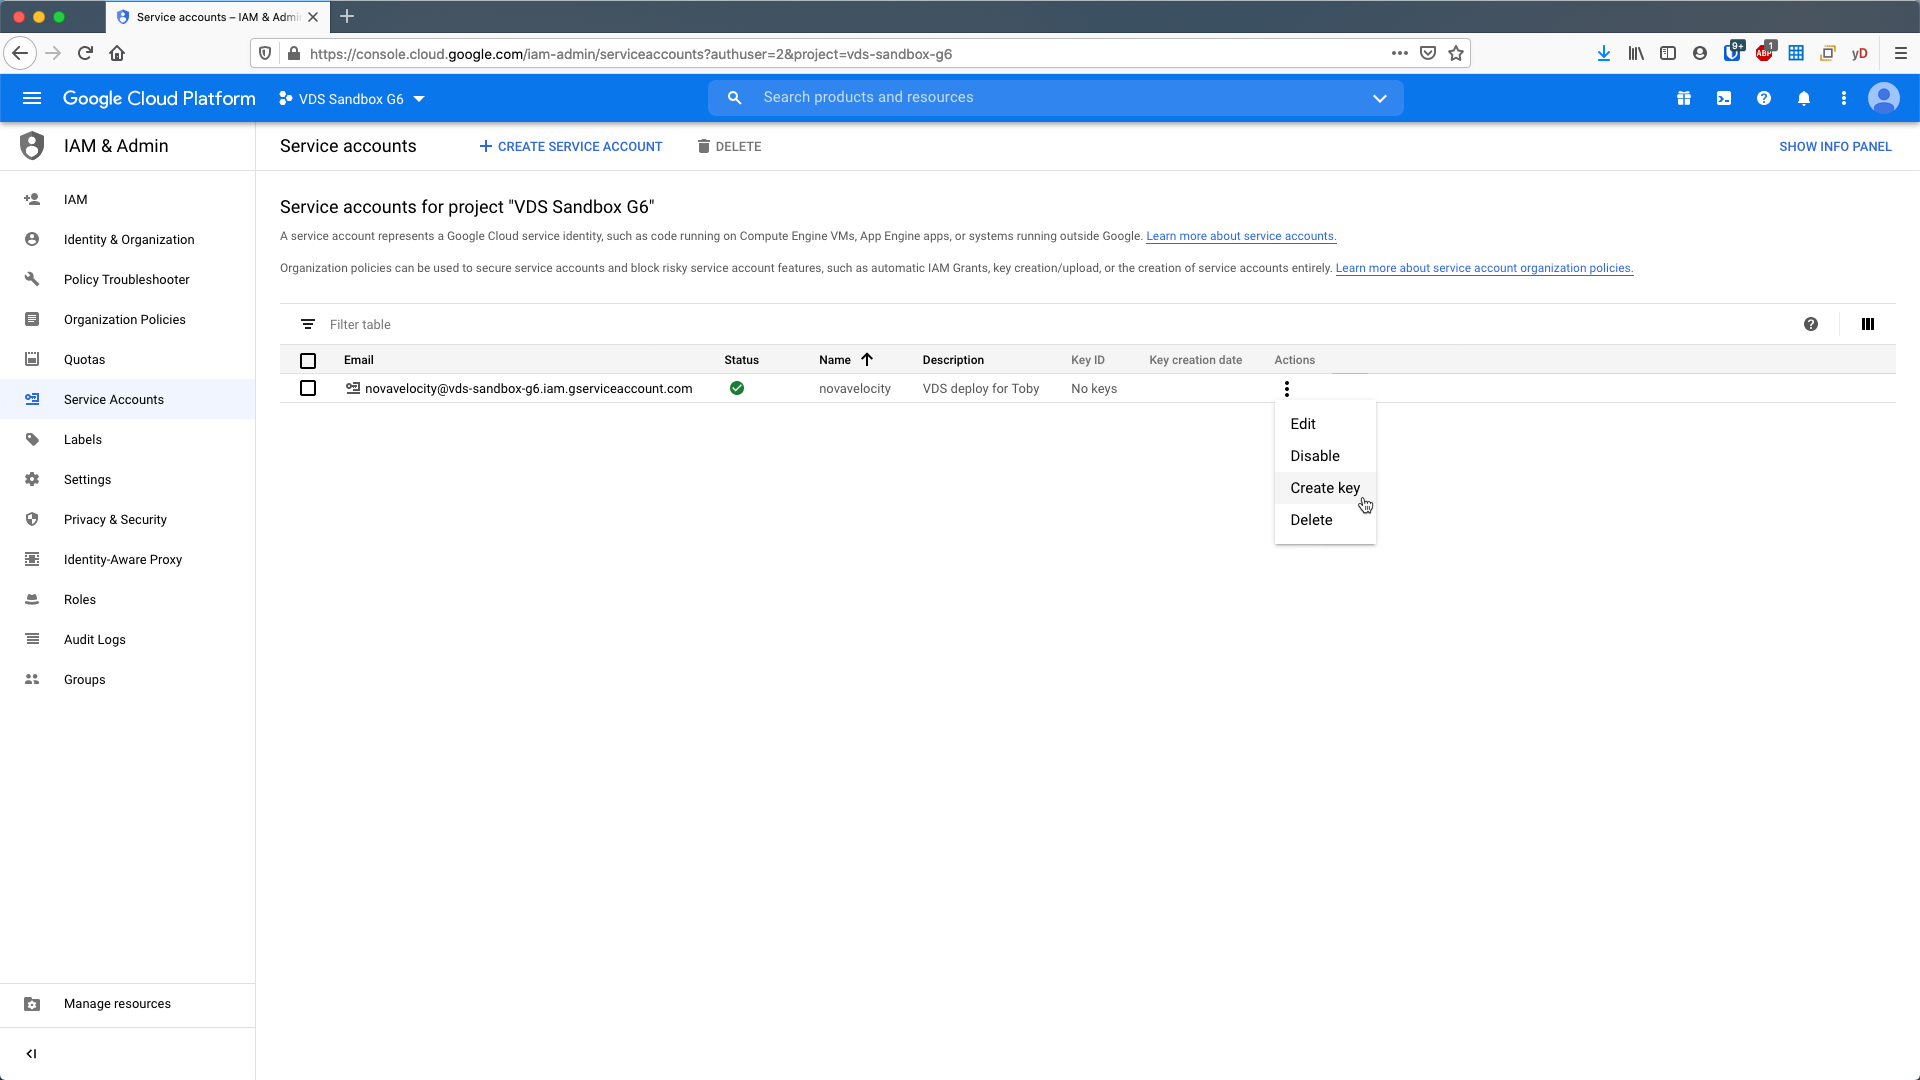 Service accounts – IAM & Admi
https://console.cloud.google.com/iam-admin/serviceaccounts?authuser=2&project=vds-sandbox-g6
9+
ABP
1
yD
Google Cloud Platform
VDS Sandbox G6
Search products and resources
IAM & Admin
Service accounts
CREATE SERVICE ACCOUNT
DELETE
SHOW INFO PANEL
IAM
Identity & Organization
Policy Troubleshooter
Organization Policies
Quotas
Service Accounts
Labels
Settings
Privacy & Security
Identity-Aware Proxy
Roles
Audit Logs
Groups
Manage resources
Service accounts for project "VDS Sandbox G6"
A service account represents a Google Cloud service identity, such as code running on Compute Engine VMs, App Engine apps, or systems running outside Google. Learn more about service accounts.
Organization policies can be used to secure service accounts and block risky service account features, such as automatic IAM Grants, key creation/upload, or the creation of service accounts entirely. Learn more about service account organization policies.
Filter table
Email Status Name Description Key ID Key creation date Actions
novavelocity@vds-sandbox-g6.iam.gserviceaccount.com novavelocity VDS deploy for Toby No keys
Edit
Disable
Create key
Delete